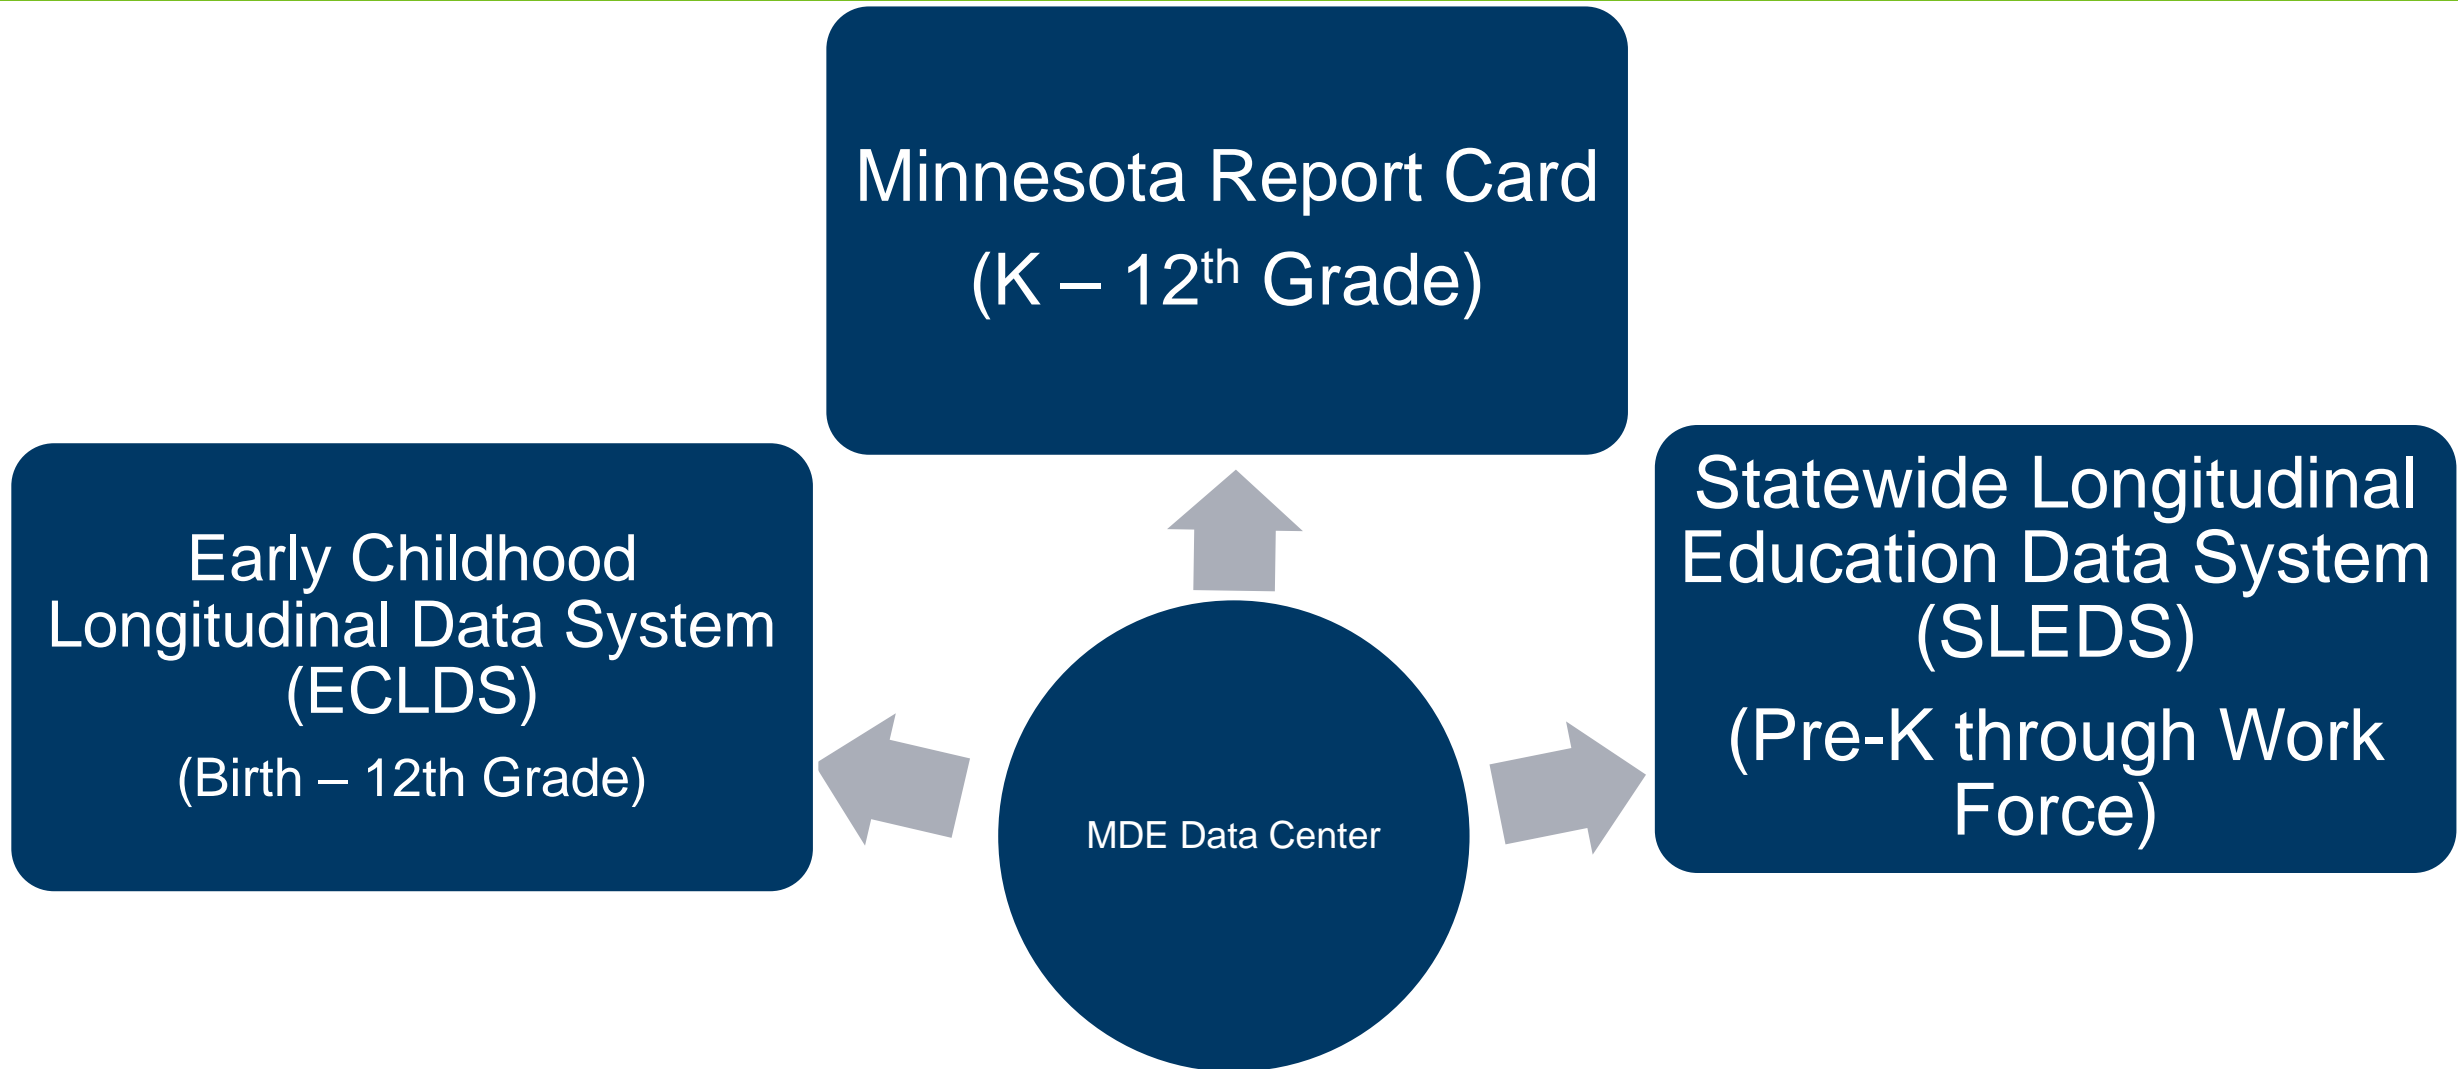 Minnesota Report Card
(K – 12th Grade)
Early Childhood
Longitudinal Data System
(ECLDS)
(Birth – 12th Grade)
Statewide Longitudinal
Education Data System
(SLEDS)
(Pre-K through Work
Force)
MDE Data Center